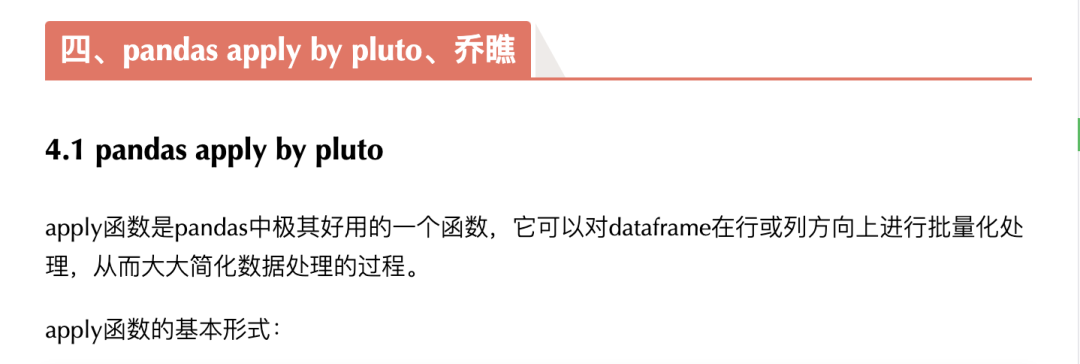 四、pandas apply by pluto、乔瞧
4.1 pandas apply by pluto
apply函数是pandas中极其好用的一个函数，它可以对dataframe在行或列方向上进行批量化处
理，从而大大简化数据处理的过程。
apply函数的基本形式：